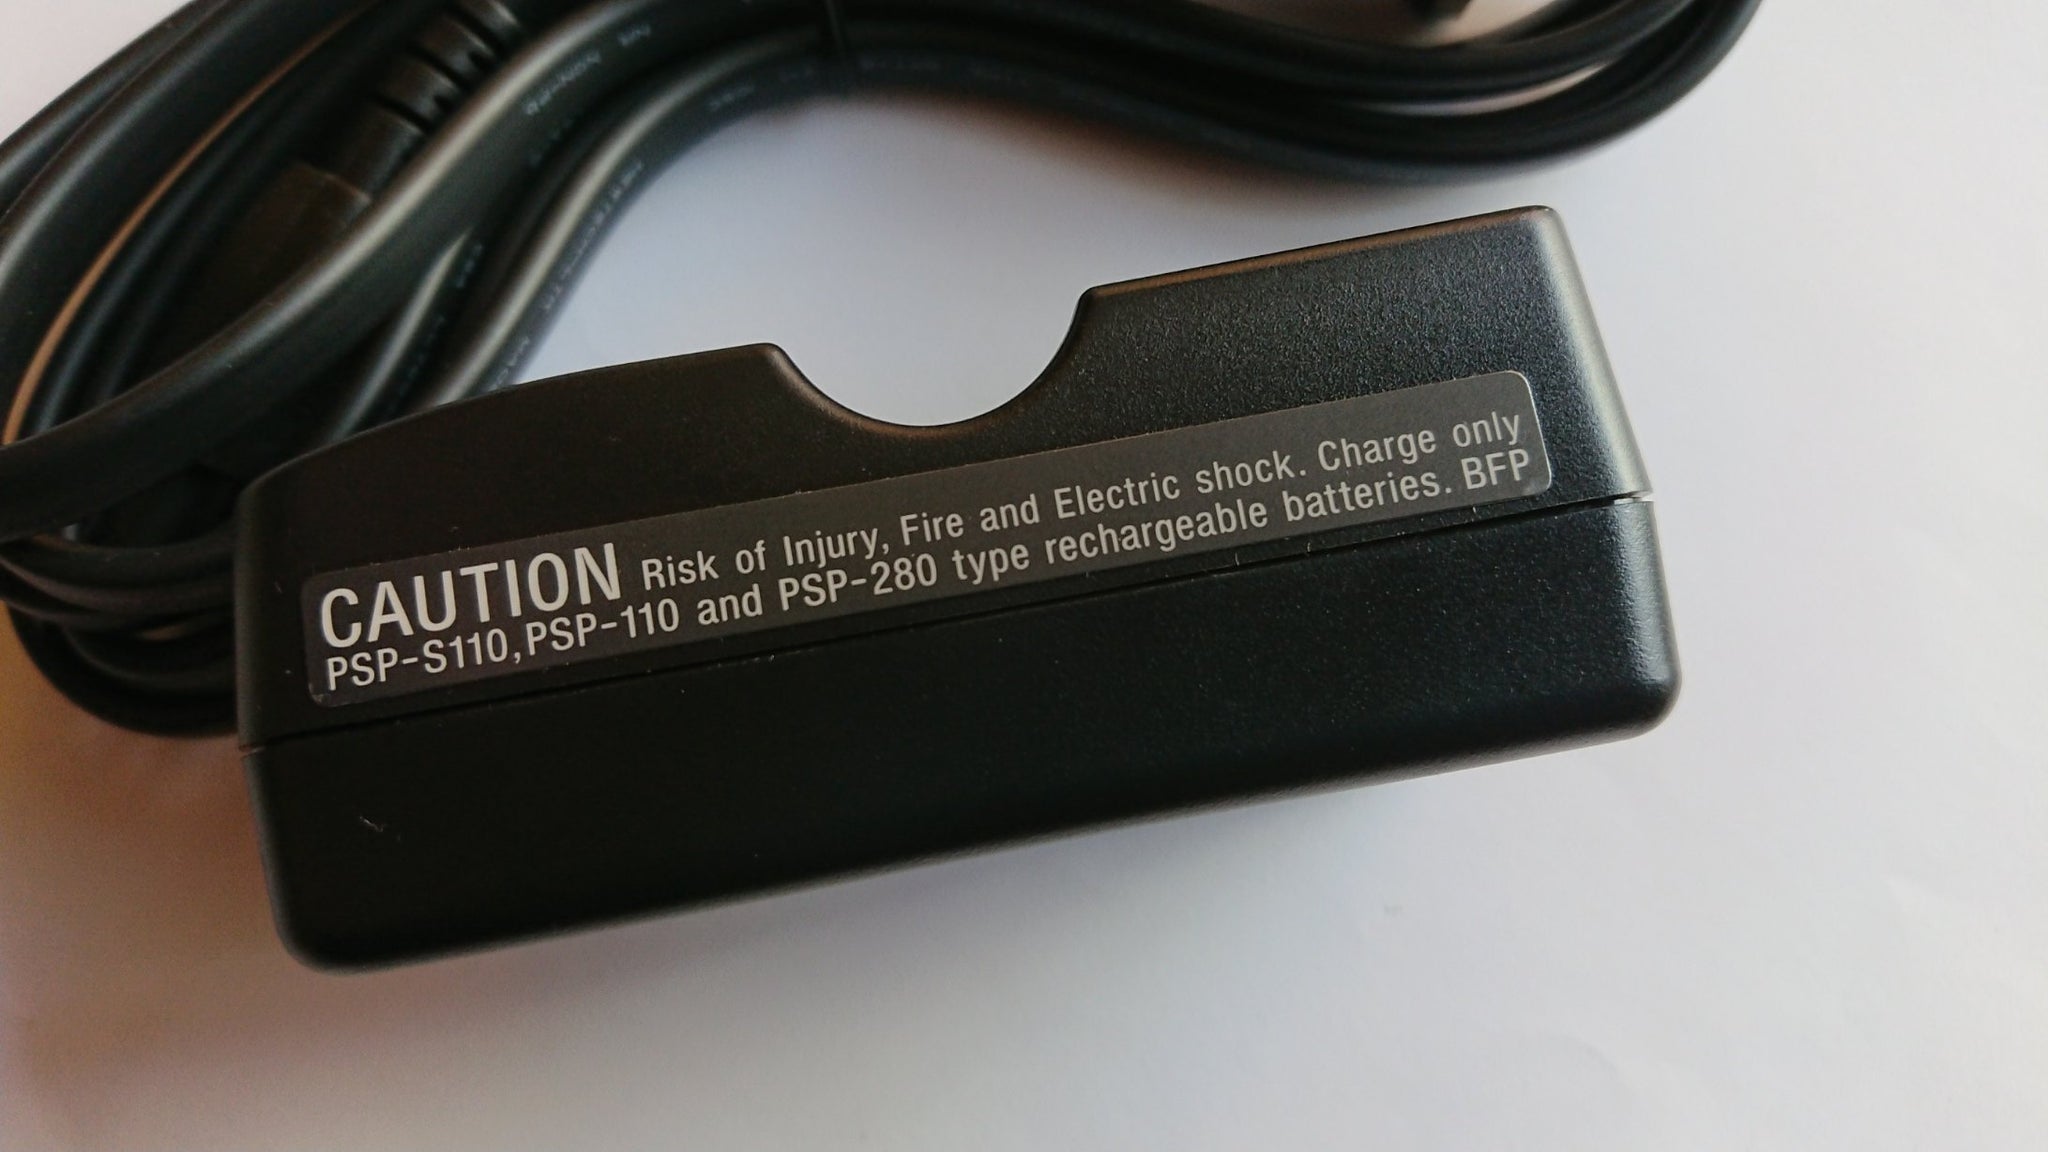 CAUTION Risk of Injury, Fire and Electric shock. Charge only
PSP-S110,PSP-110 and PSP-280 type rechargeable batteries. BFP